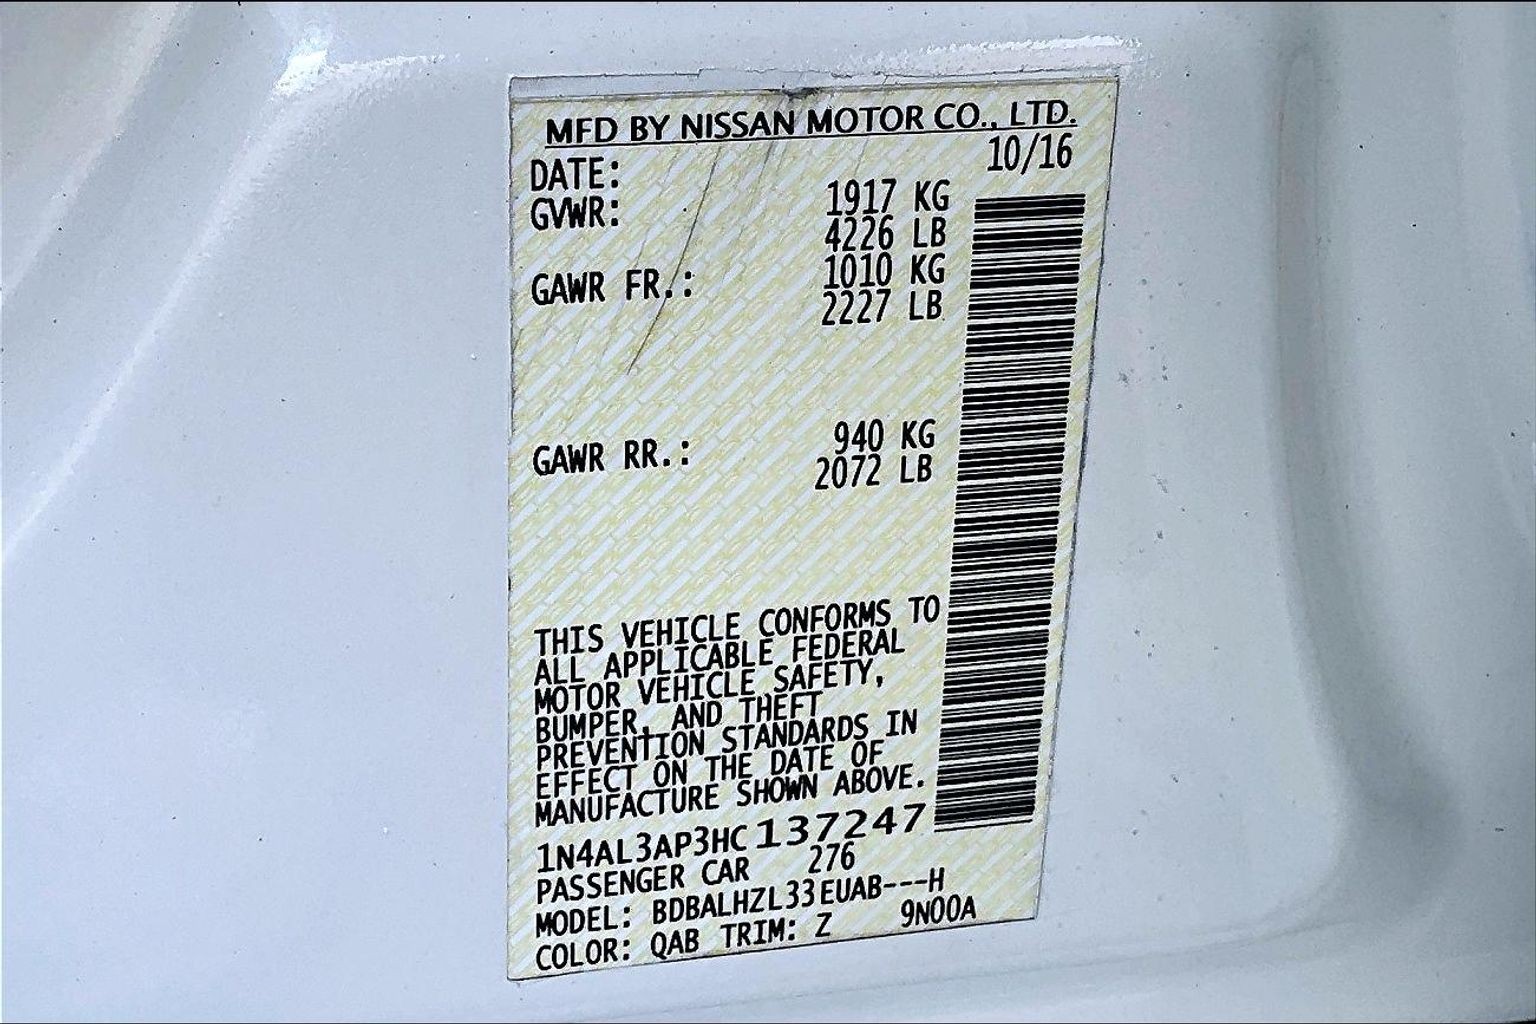 MFD BY NISSAN MOTOR CO., LTD.
DATE: 10/16
GVWR: 1917 KG
4226 LB
GAWR FR.: 1010 KG
2227 LB
GAWR RR.: 940 KG
2072 LB
THIS VEHICLE CONFORMS TO
ALL APPLICABLE FEDERAL
MOTOR VEHICLE SAFETY,
BUMPER, AND THEFT
PREVENTION STANDARDS IN
EFFECT ON THE DATE OF
MANUFACTURE SHOWN ABOVE.
1N4AL3AP3HC137247
PASSENGER CAR 276
MODEL: BDBALHZL33EUAB---H
COLOR: QAB TRIM: Z 9N00A